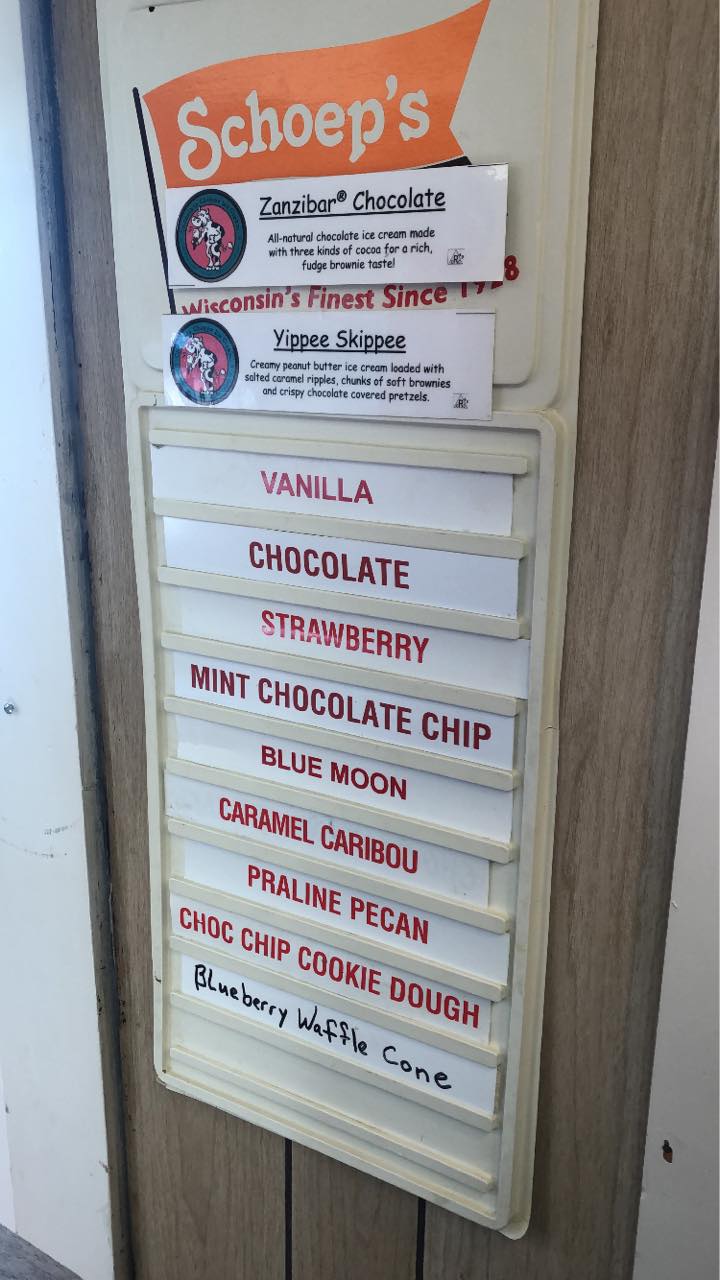 Schoep's
Zanzibar® Chocolate
All-natural chocolate ice cream made
with three kinds of cocoa for a rich,
fudge brownie taste!
Wisconsin's Finest Since 1928
Yippee Skippee
Creamy peanut butter ice cream loaded with
salted caramel ripples, chunks of soft brownies
and crispy chocolate covered pretzels.
VANILLA
CHOCOLATE
STRAWBERRY
MINT CHOCOLATE CHIP
BLUE MOON
CARAMEL CARIBOU
PRALINE PECAN
CHOC CHIP COOKIE DOUGH
Blueberry Waffle Cone